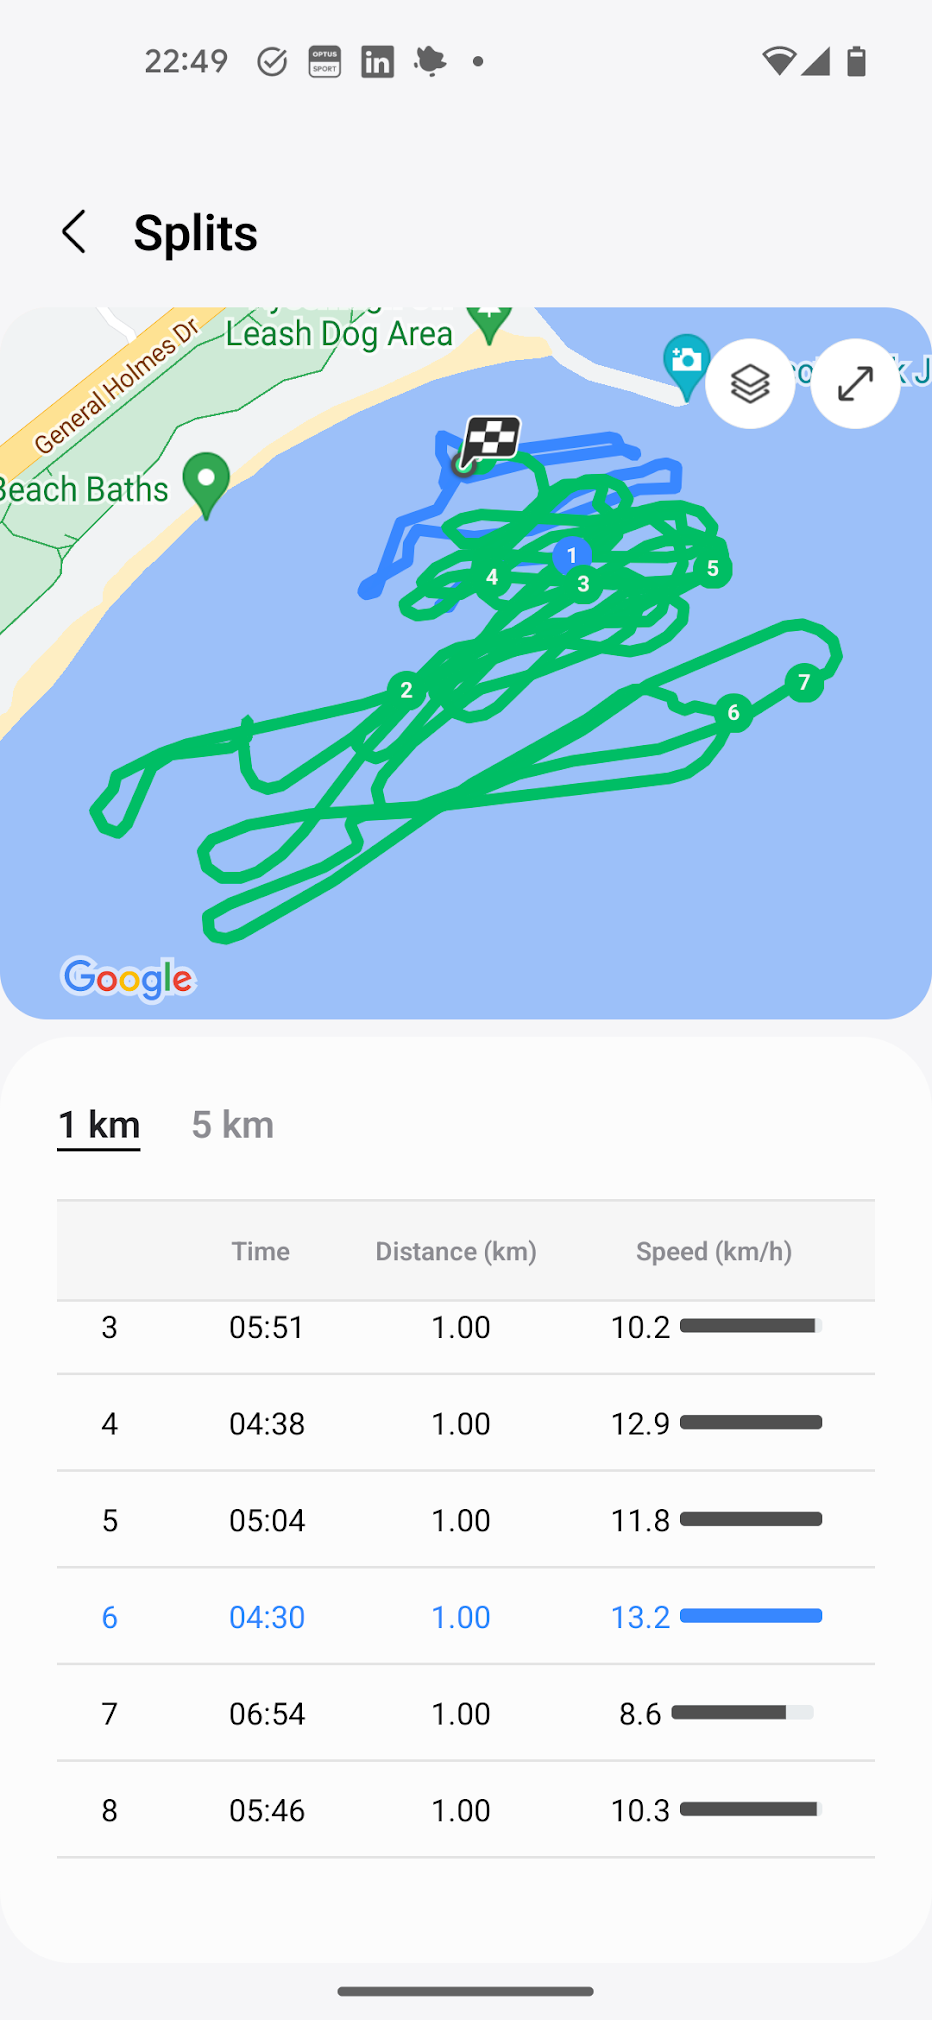 22:49
OPTUS
SPORT
in
Splits
Leash Dog Area
General Holmes Dr
Beach Baths
k J
1
4
3
5
2
7
6
Google
1 km 5 km
Time Distance (km) Speed (km/h)
3 05:51 1.00 10.2
4 04:38 1.00 12.9
5 05:04 1.00 11.8
6 04:30 1.00 13.2
7 06:54 1.00 8.6
8 05:46 1.00 10.3